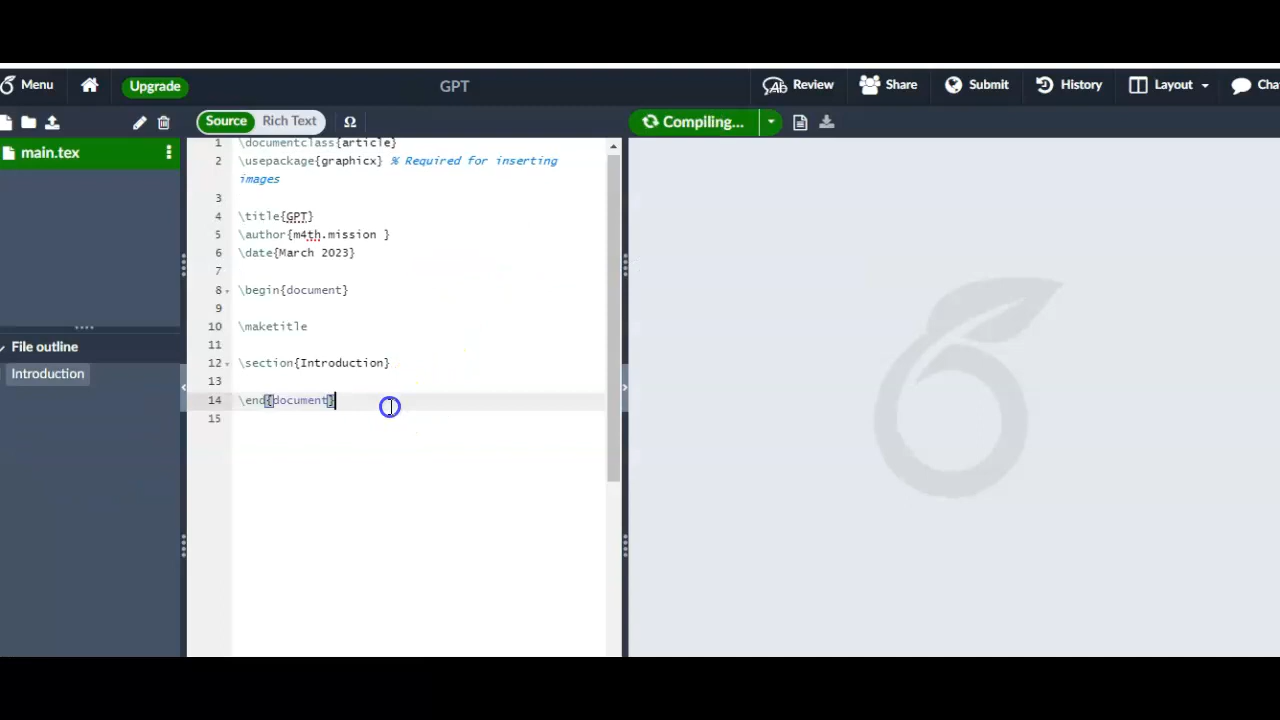 Menu
Upgrade
GPT
Review
Share
Submit
History
Layout
Cha
Source Rich Text Ω
Compiling...
main.tex
1 \documentclass{article}
2 \usepackage{graphicx} % Required for inserting
images
3
4 \title{GPT}
5 \author{m4th.mission }
6 \date{March 2023}
7
8 \begin{document}
9
10 \maketitle
11
12 \section{Introduction}
13
14 \end{document}
15
File outline
Introduction